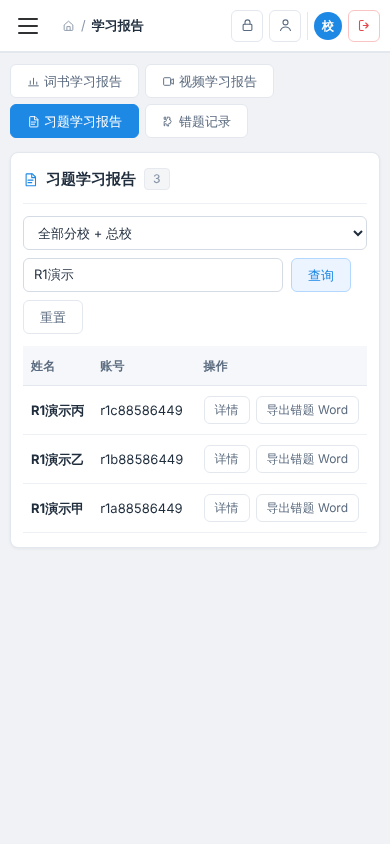 / 学习报告
校
词书学习报告 视频学习报告
习题学习报告 错题记录
习题学习报告 3
全部分校 + 总校
R1演示 查询
重置
姓名 账号 操作
R1演示丙 r1c88586449 详情 导出错题 Word
R1演示乙 r1b88586449 详情 导出错题 Word
R1演示甲 r1a88586449 详情 导出错题 Word